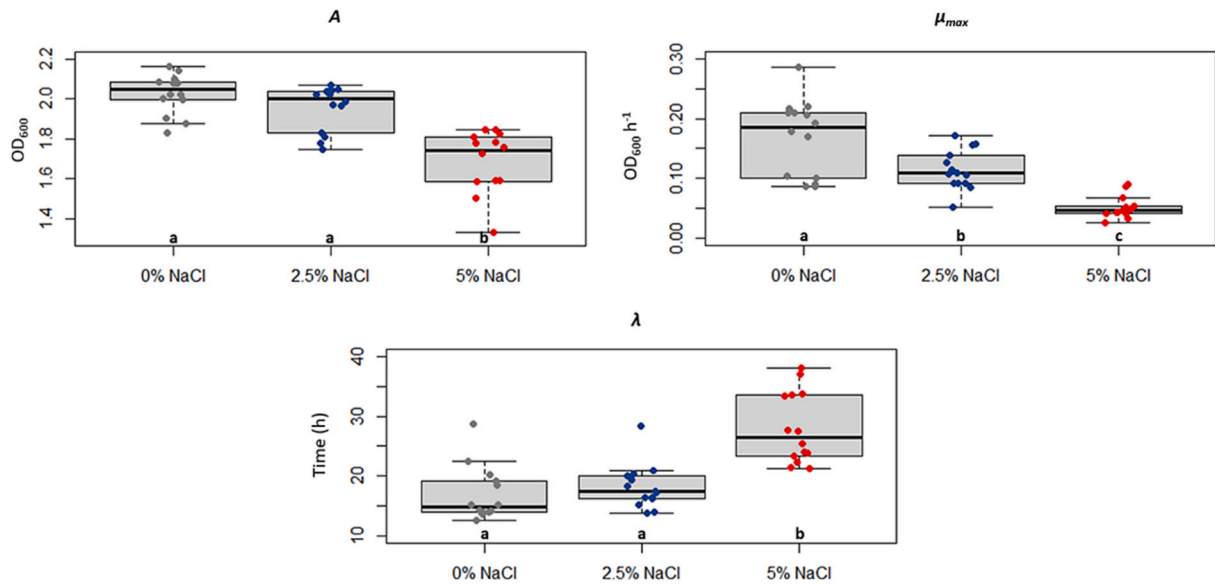 A
OD600
2.2
2.0
1.8
1.6
1.4
a a b
0% NaCl 2.5% NaCl 5% NaCl
μmax
OD600 h-1
0.30
0.20
0.10
0.00
a b c
0% NaCl 2.5% NaCl 5% NaCl
λ
Time (h)
40
30
20
10
a a b
0% NaCl 2.5% NaCl 5% NaCl